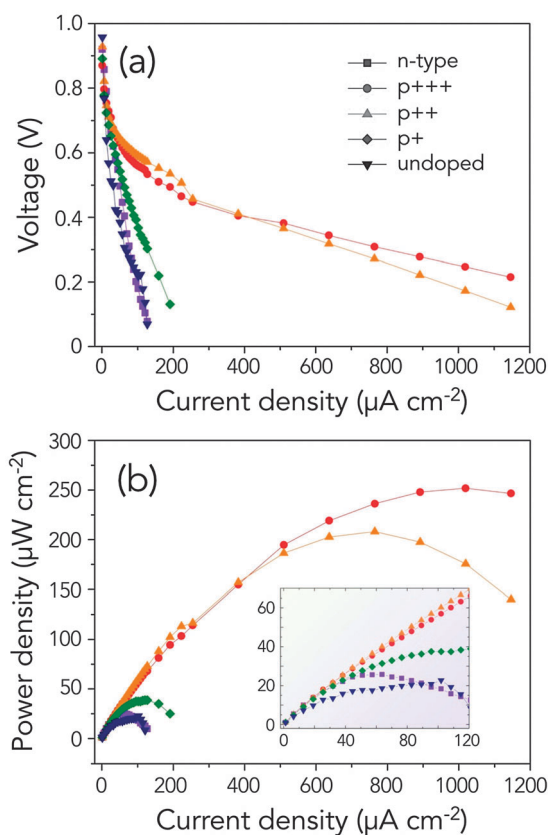 (a)
n-type
p+++
p++
p+
undoped
Voltage (V)
1.0
0.8
0.6
0.4
0.2
0
0 200 400 600 800 1000 1200
Current density (µA cm-2)
(b)
Power density (µW cm-2)
300
250
200
150
100
50
0
60
40
20
0
0 40 80 120
0 200 400 600 800 1000 1200
Current density (µA cm-2)